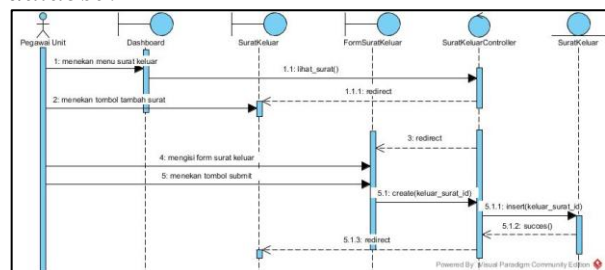 Pegawai Unit
Dashboard
SuratKeluar
FormSuratKeluar
SuratKeluarController
SuratKeluar
1: menekan menu surat keluar
1.1: lihat_surat()
1.1.1: redirect
2: menekan tombol tambah surat
3: redirect
4: mengisi form surat keluar
5: menekan tombol submit
5.1: create(keluar_surat_id)
5.1.1: insert(keluar_surat_id)
5.1.2: succes()
5.1.3: redirect
Powered By Visual Paradigm Community Edition